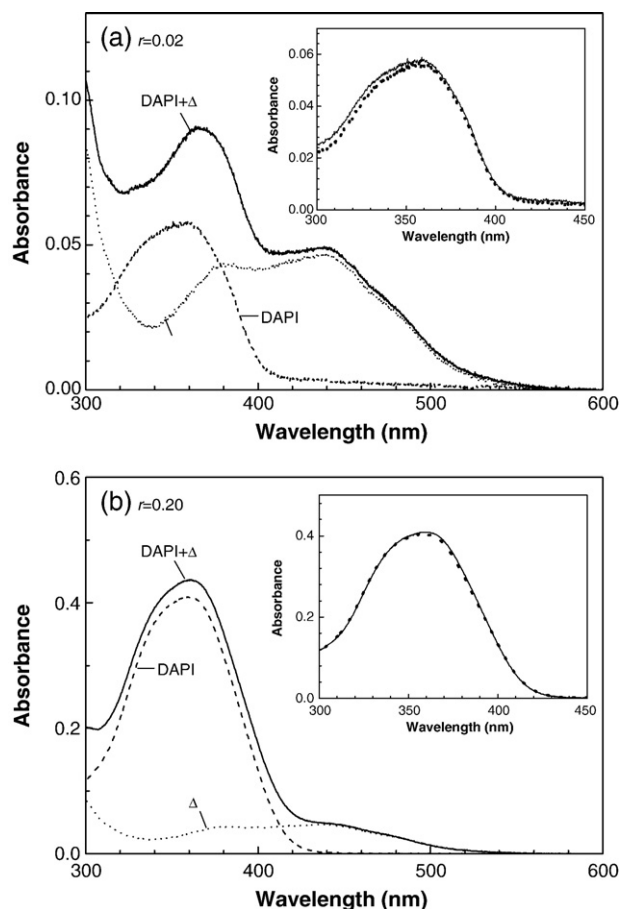 (a) r=0.02
DAPI+Δ
DAPI
0.10
0.05
0.00
Absorbance
300 400 500 600
Wavelength (nm)
0.06
0.04
0.02
0.00
Absorbance
300 350 400 450
Wavelength (nm)
(b) r=0.20
DAPI+Δ
DAPI
Δ
0.6
0.4
0.2
0.0
Absorbance
300 400 500 600
Wavelength (nm)
0.4
0.2
0.0
Absorbance
300 350 400 450
Wavelength (nm)